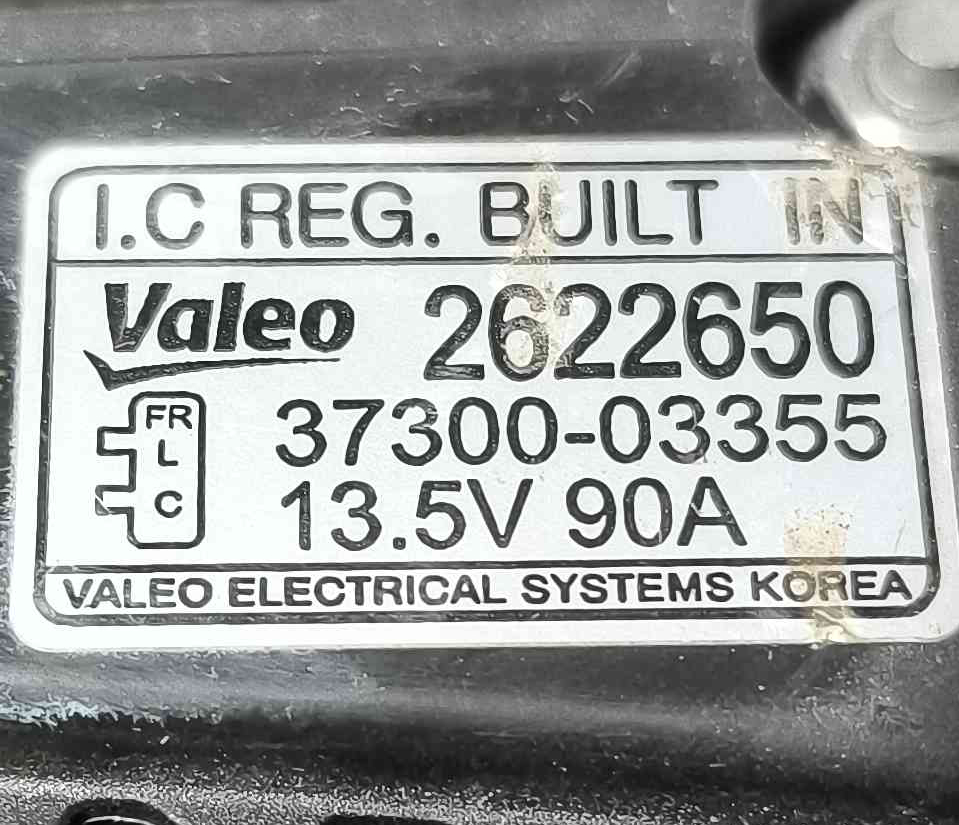 I.C REG. BUILT IN
Valeo 2622650
FR
L
C
37300-03355
13.5V 90A
VALEO ELECTRICAL SYSTEMS KOREA